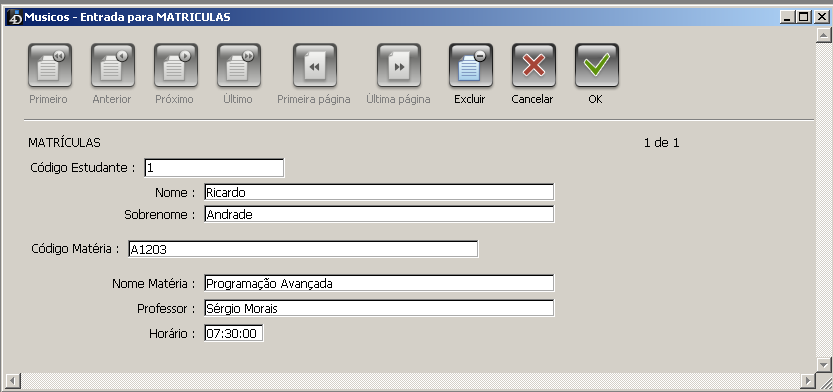 Musicos - Entrada para MATRICULAS
Primeiro Anterior Próximo Último Primeira página Última página Excluir Cancelar OK
MATRÍCULAS 1 de 1
Código Estudante : 1
Nome : Ricardo
Sobrenome : Andrade
Código Matéria : A1203
Nome Matéria : Programação Avançada
Professor : Sérgio Morais
Horário : 07:30:00